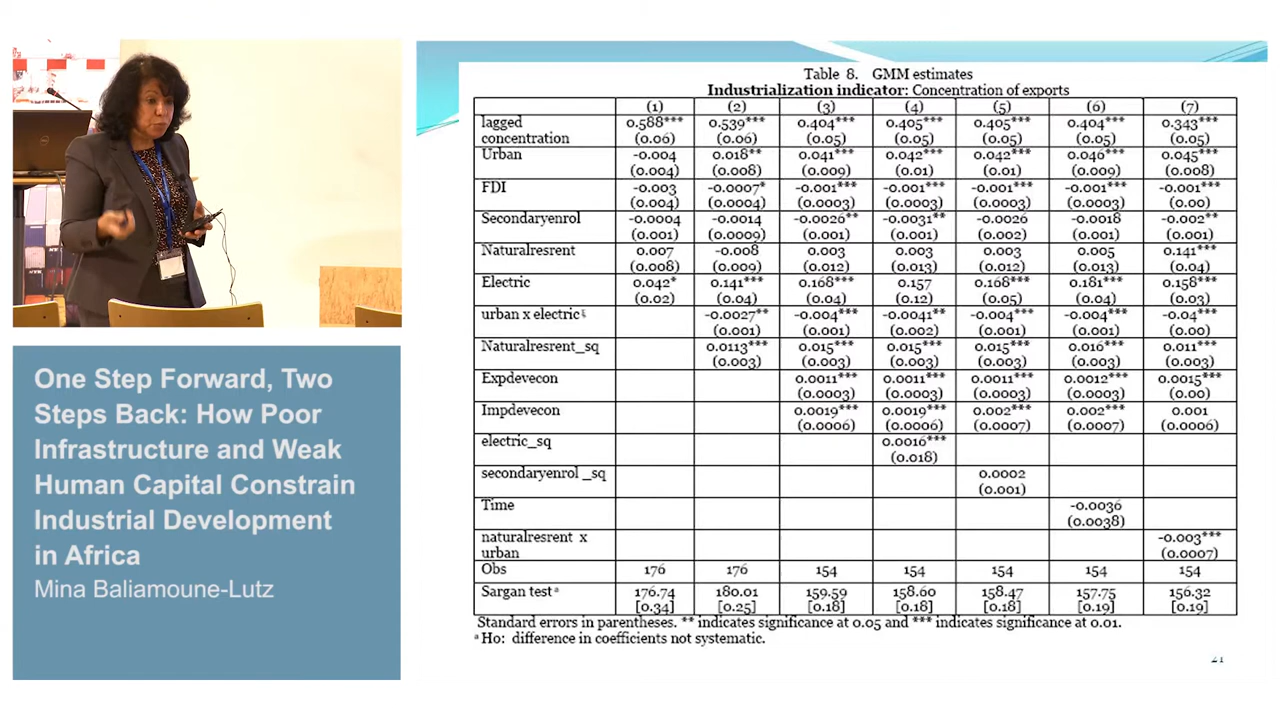 One Step Forward, Two
Steps Back: How Poor
Infrastructure and Weak
Human Capital Constrain
Industrial Development
in Africa
Mina Baliamoune-Lutz
Table 8. GMM estimates
Industrialization indicator: Concentration of exports
(1) (2) (3) (4) (5) (6) (7)
lagged concentration 0.588*** 0.539*** 0.404*** 0.405*** 0.405*** 0.404*** 0.343***
(0.06) (0.06) (0.05) (0.05) (0.05) (0.05) (0.05)
Urban -0.004 0.018** 0.041*** 0.042*** 0.042*** 0.046*** 0.045***
(0.004) (0.008) (0.009) (0.01) (0.01) (0.009) (0.008)
FDI -0.003 -0.0007* -0.001*** -0.001*** -0.001*** -0.001*** -0.001***
(0.004) (0.0004) (0.0003) (0.0003) (0.0003) (0.0003) (0.00)
Secondaryenrol -0.0004 -0.0014 -0.0026** -0.0031** -0.0026 -0.0018 -0.002**
(0.001) (0.0009) (0.001) (0.001) (0.002) (0.001) (0.001)
Naturalresrent 0.007 -0.008 0.003 0.003 0.003 0.005 0.141***
(0.008) (0.009) (0.012) (0.013) (0.012) (0.013) (0.04)
Electric 0.042* 0.141*** 0.168*** 0.157 0.168*** 0.181*** 0.158***
(0.02) (0.04) (0.04) (0.12) (0.05) (0.04) (0.03)
urban x electric -0.0027** -0.004*** -0.0041** -0.004*** -0.004*** -0.04***
(0.001) (0.001) (0.002) (0.001) (0.001) (0.00)
Naturalresrent_sq 0.0113*** 0.015*** 0.015*** 0.015*** 0.016*** 0.011***
(0.003) (0.003) (0.003) (0.003) (0.003) (0.003)
Expdevecon 0.0011*** 0.0011*** 0.0011*** 0.0012*** 0.0015***
(0.0003) (0.0003) (0.0003) (0.0003) (0.00)
Impdevecon 0.0019*** 0.0019*** 0.002*** 0.002*** 0.001
(0.0006) (0.0006) (0.0007) (0.0007) (0.0006)
electric_sq 0.0016***
(0.018)
secondaryenrol _sq 0.0002
(0.001)
Time -0.0036
(0.0038)
naturalresrent x urban -0.003***
(0.0007)
Obs 176 176 154 154 154 154 154
Sargan test ª 176.74 180.01 159.59 158.60 158.47 157.75 156.32
[0.34] [0.25] [0.18] [0.18] [0.18] [0.19] [0.19]
Standard errors in parentheses. ** indicates significance at 0.05 and *** indicates significance at 0.01.
ª Ho: difference in coefficients not systematic.
21